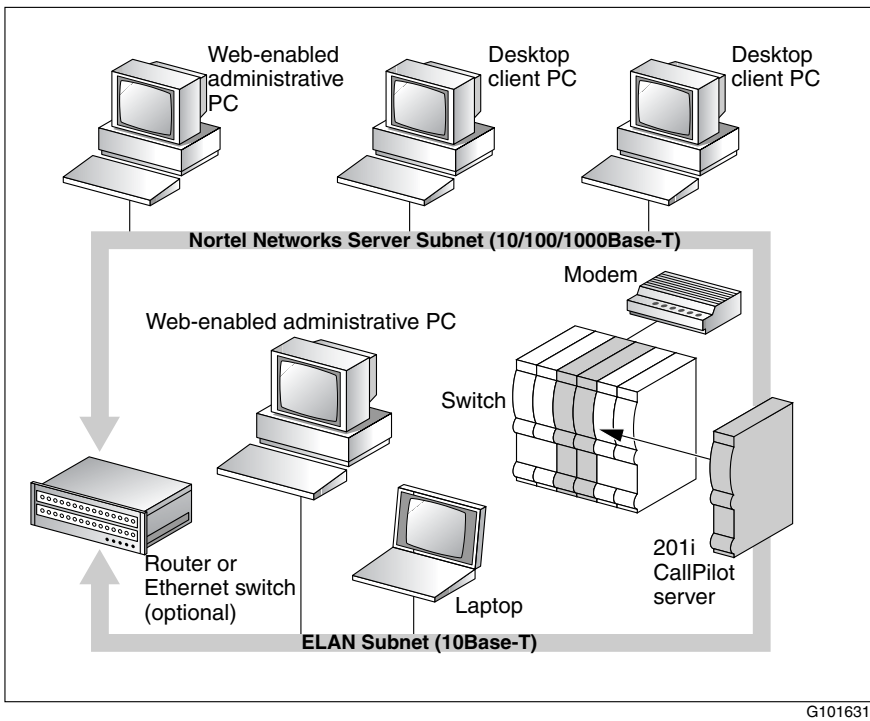 Web-enabled
administrative
PC
Desktop
client PC
Desktop
client PC
Nortel Networks Server Subnet (10/100/1000Base-T)
Modem
Web-enabled administrative PC
Switch
Router or
Ethernet switch
(optional)
Laptop
201i
CallPilot
server
ELAN Subnet (10Base-T)
G101631